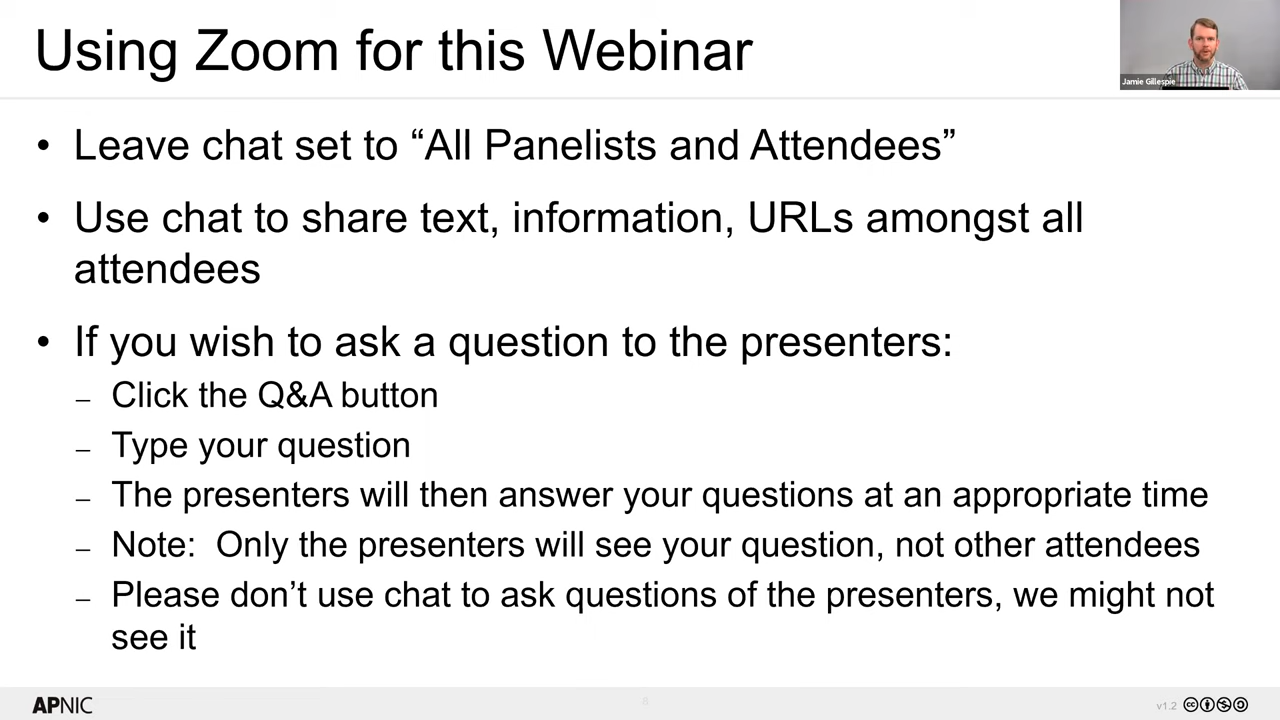 Using Zoom for this Webinar
Jamie Gillespie
• Leave chat set to “All Panelists and Attendees”
• Use chat to share text, information, URLs amongst all
attendees
• If you wish to ask a question to the presenters:
– Click the Q&A button
– Type your question
– The presenters will then answer your questions at an appropriate time
– Note:  Only the presenters will see your question, not other attendees
– Please don’t use chat to ask questions of the presenters, we might not
see it
APNIC
v1.2